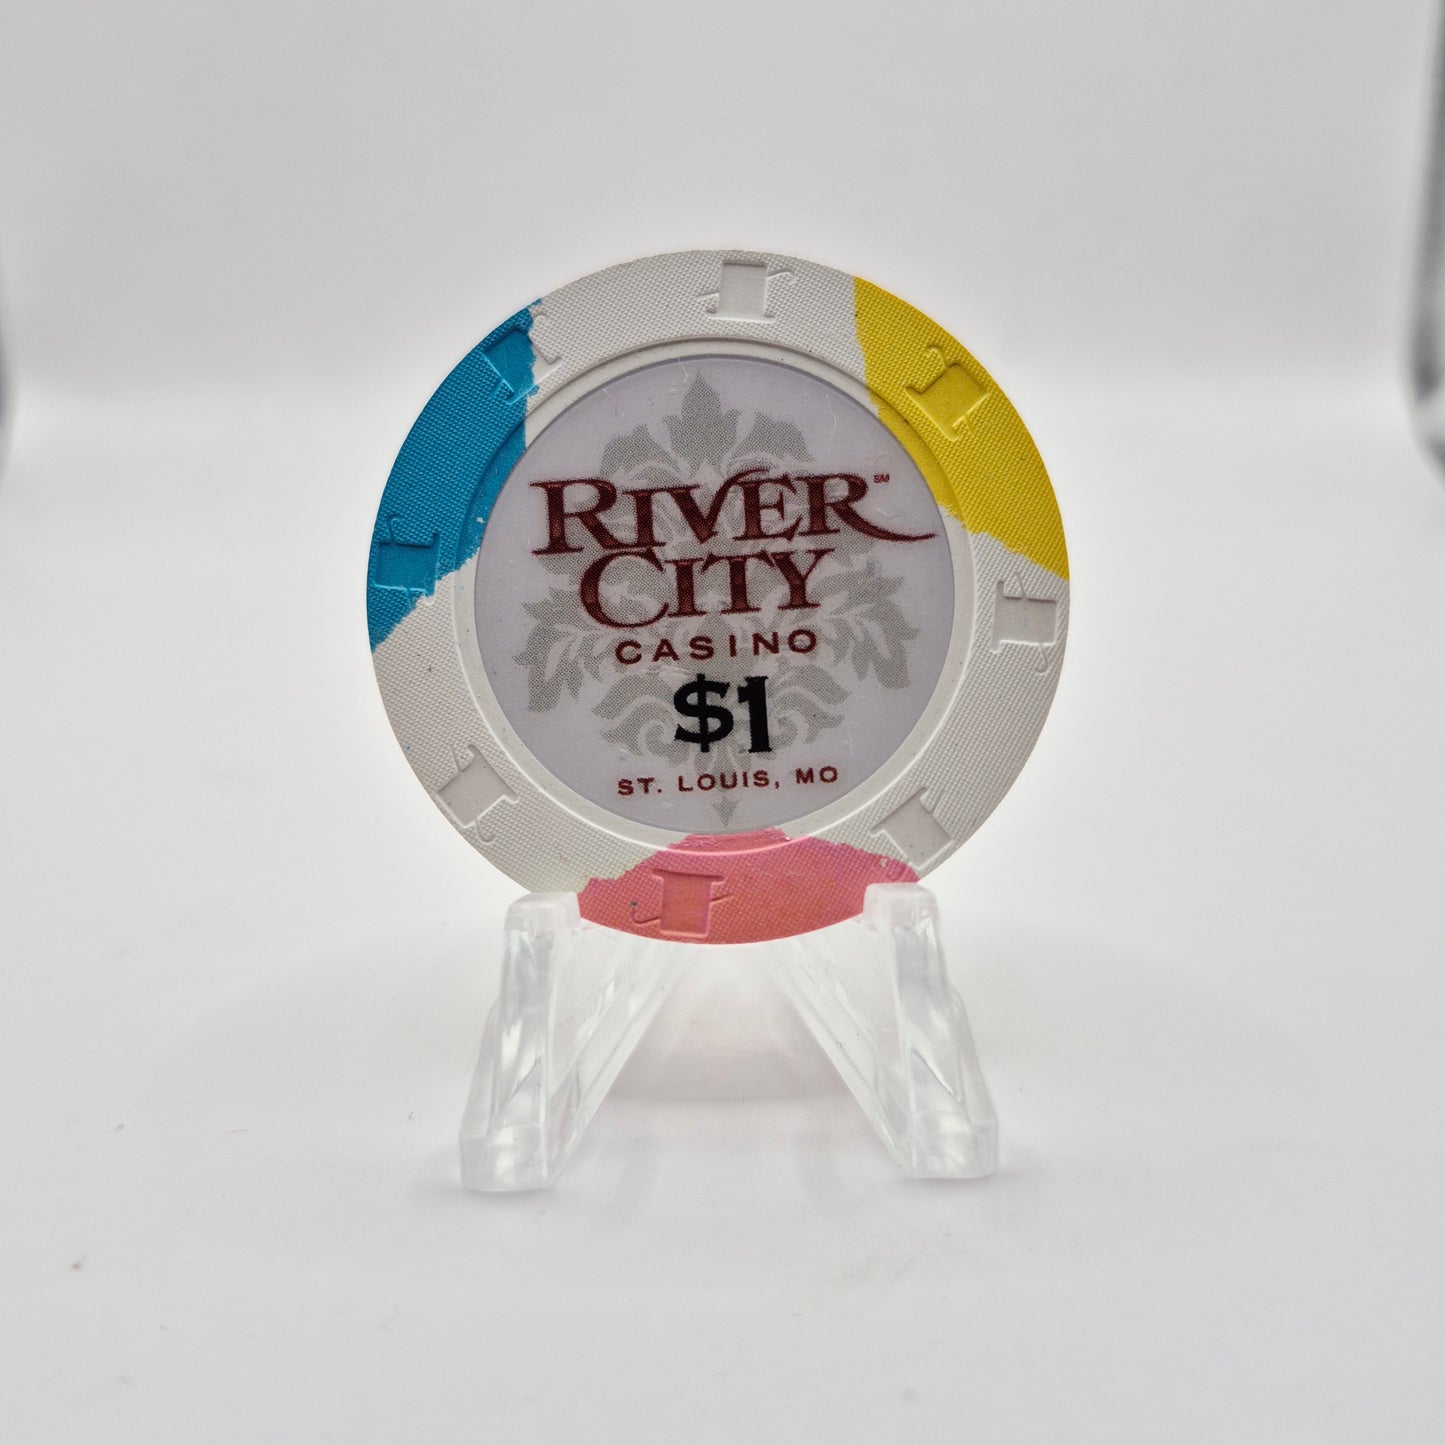 RIVER℠
CITY
CASINO
$1
ST. LOUIS, MO